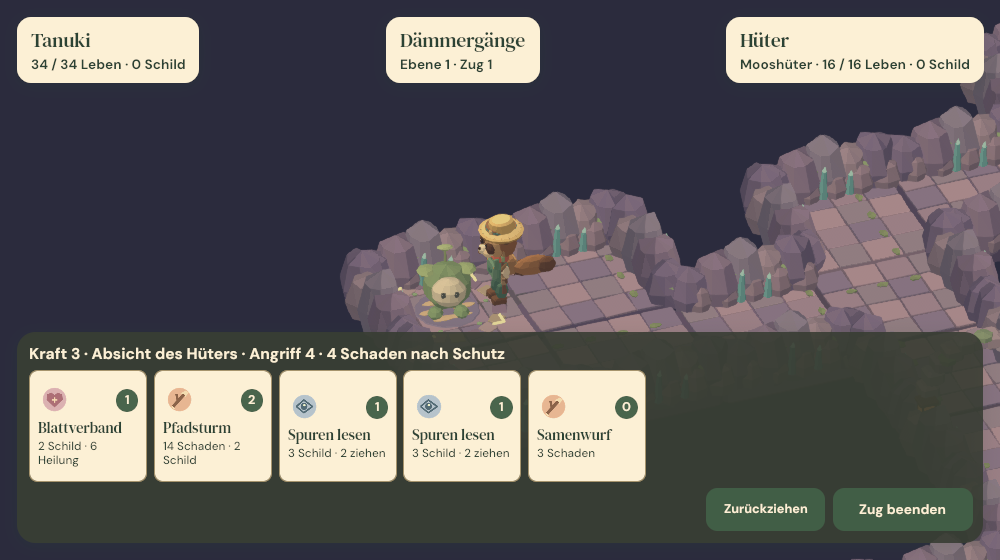 Tanuki
34 / 34 Leben · 0 Schild
Dämmergänge
Ebene 1 · Zug 1
Hüter
Mooshüter · 16 / 16 Leben · 0 Schild
Kraft 3 · Absicht des Hüters · Angriff 4 · 4 Schaden nach Schutz
1
Blattverband
2 Schild · 6
Heilung
2
Pfadsturm
14 Schaden · 2
Schild
1
Spuren lesen
3 Schild · 2 ziehen
1
Spuren lesen
3 Schild · 2 ziehen
0
Samenwurf
3 Schaden
Zurückziehen
Zug beenden